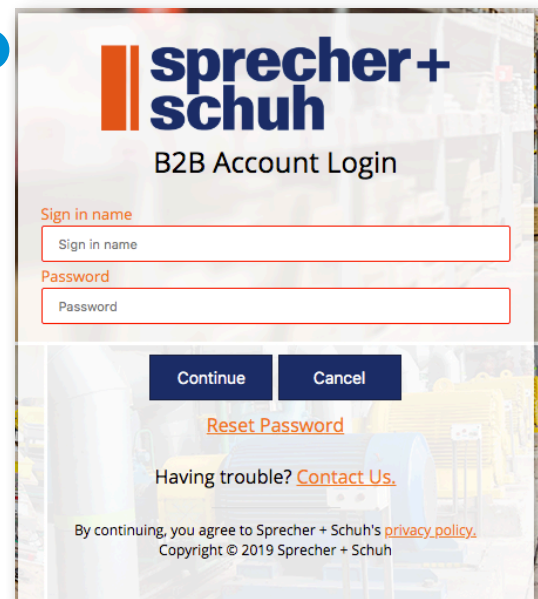 sprecher+
schuh
B2B Account Login
Sign in name
Sign in name
Password
Password
Continue Cancel
Reset Password
Having trouble? Contact Us.
By continuing, you agree to Sprecher + Schuh's privacy policy.
Copyright © 2019 Sprecher + Schuh